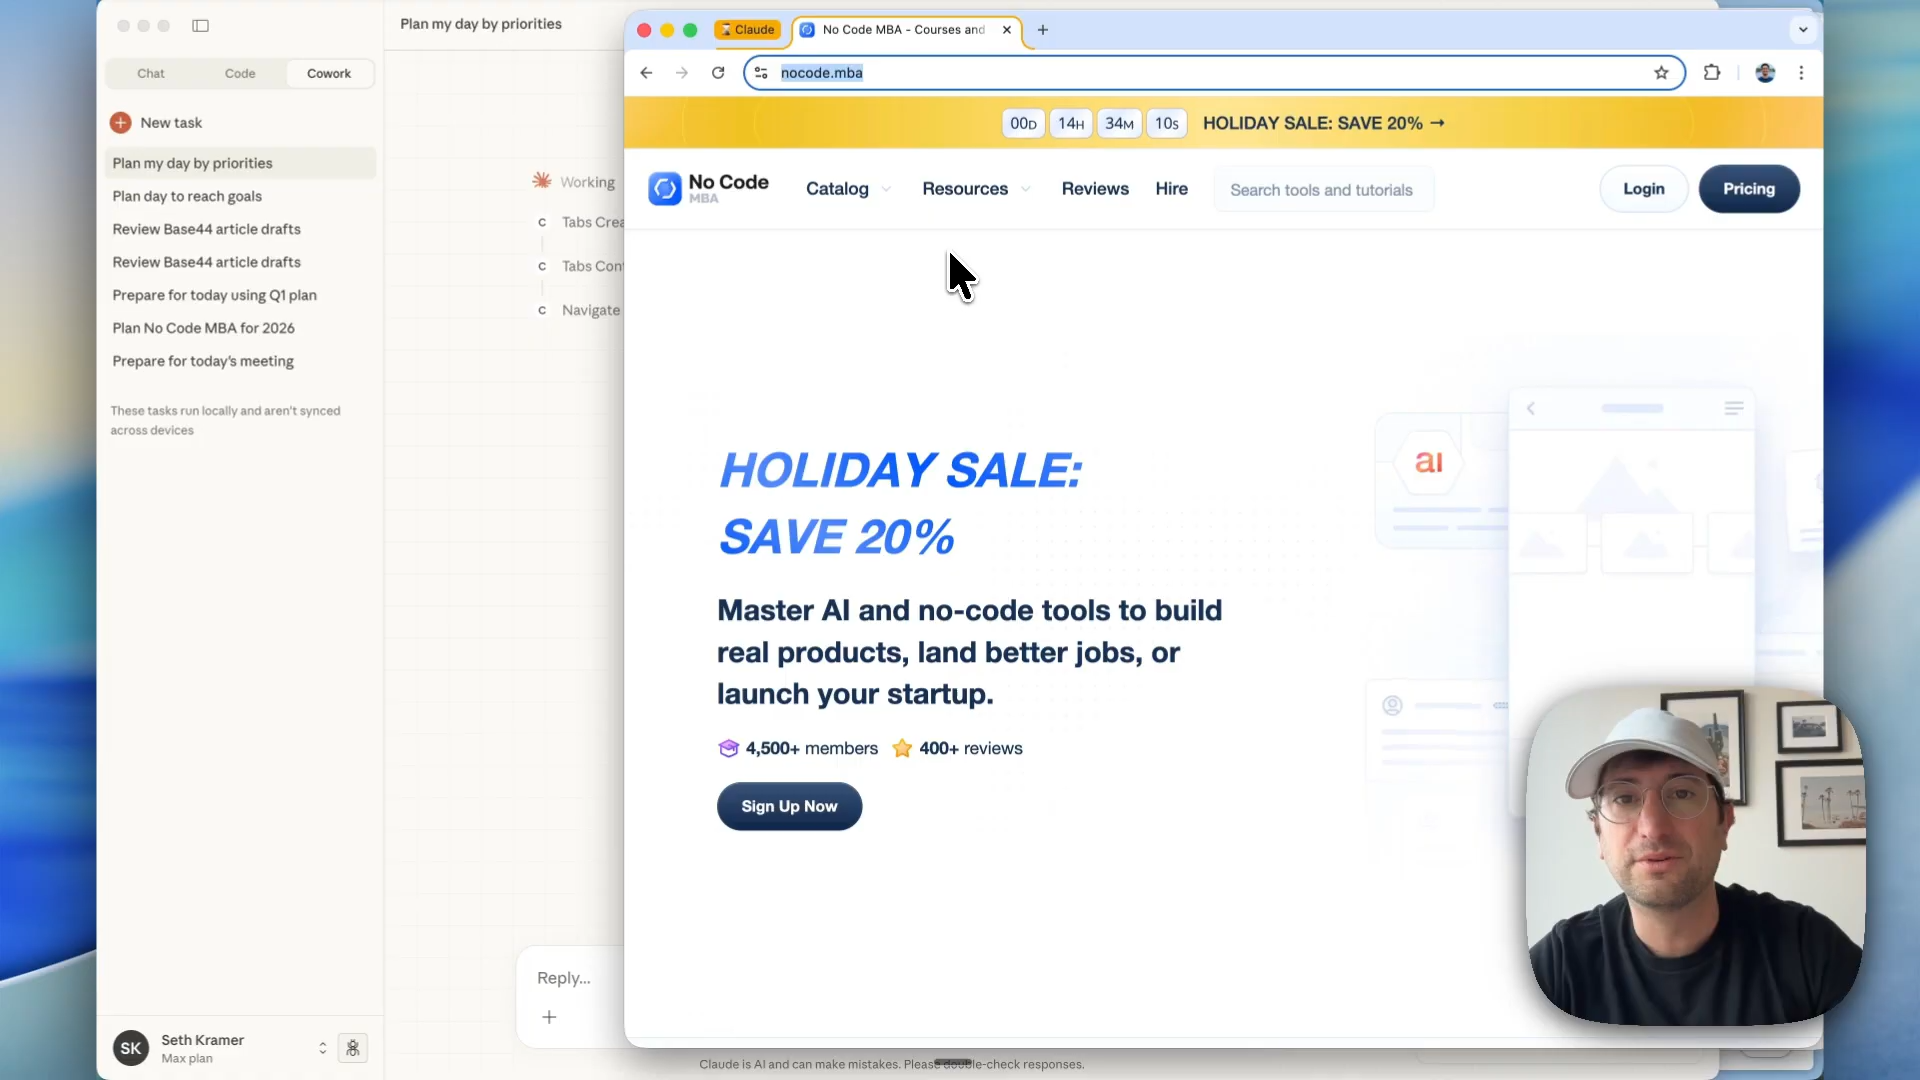 Chat
Code
Cowork
New task
Plan my day by priorities
Plan day to reach goals
Review Base44 article drafts
Review Base44 article drafts
Prepare for today using Q1 plan
Plan No Code MBA for 2026
Prepare for today's meeting
These tasks run locally and aren't synced
across devices
SK
Seth Kramer
Max plan
Plan my day by priorities
Working
C Tabs Crea
C Tabs Con
C Navigate
Reply...
Claude is AI and can make mistakes. Please double-check responses.
Claude
No Code MBA - Courses and
nocode.mba
00D 14H 34M 10S HOLIDAY SALE: SAVE 20% →
No Code
MBA
Catalog
Resources
Reviews
Hire
Search tools and tutorials
Login
Pricing
HOLIDAY SALE:
SAVE 20%
Master AI and no-code tools to build
real products, land better jobs, or
launch your startup.
4,500+ members 400+ reviews
Sign Up Now
aı